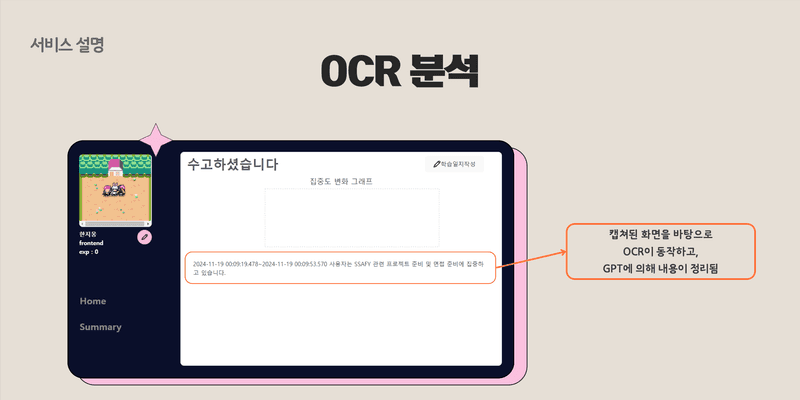 서비스 설명
OCR 분석
수고하셨습니다
학습일지작성
집중도 변화 그래프
한지웅
frontend
exp : 0
2024-11-19 00:09:19.478~2024-11-19 00:09:53.570 사용자는 SSAFY 관련 프로젝트 준비 및 면접 준비에 집중하
고 있습니다.
Home
Summary
캡쳐된 화면을 바탕으로
OCR이 동작하고,
GPT에 의해 내용이 정리됨